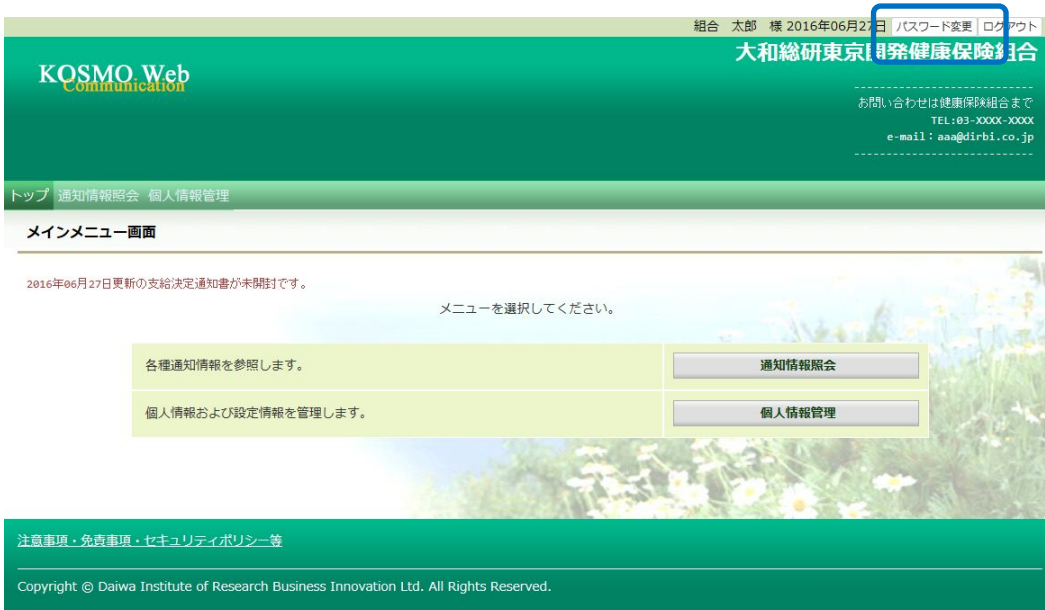 組合　太郎　様 2016年06月27日 パスワード変更 ログアウト
大和総研東京開発健康保険組合
KOSMO Web
Communication
お問い合わせは健康保険組合まで
TEL:03-XXXX-XXXX
e-mail：aaa@dirbi.co.jp
トップ 通知情報照会 個人情報管理
メインメニュー画面
2016年06月27日更新の支給決定通知書が未開封です。
メニューを選択してください。
各種通知情報を参照します。 通知情報照会
個人情報および設定情報を管理します。 個人情報管理
注意事項・免責事項・セキュリティポリシー等
Copyright © Daiwa Institute of Research Business Innovation Ltd. All Rights Reserved.